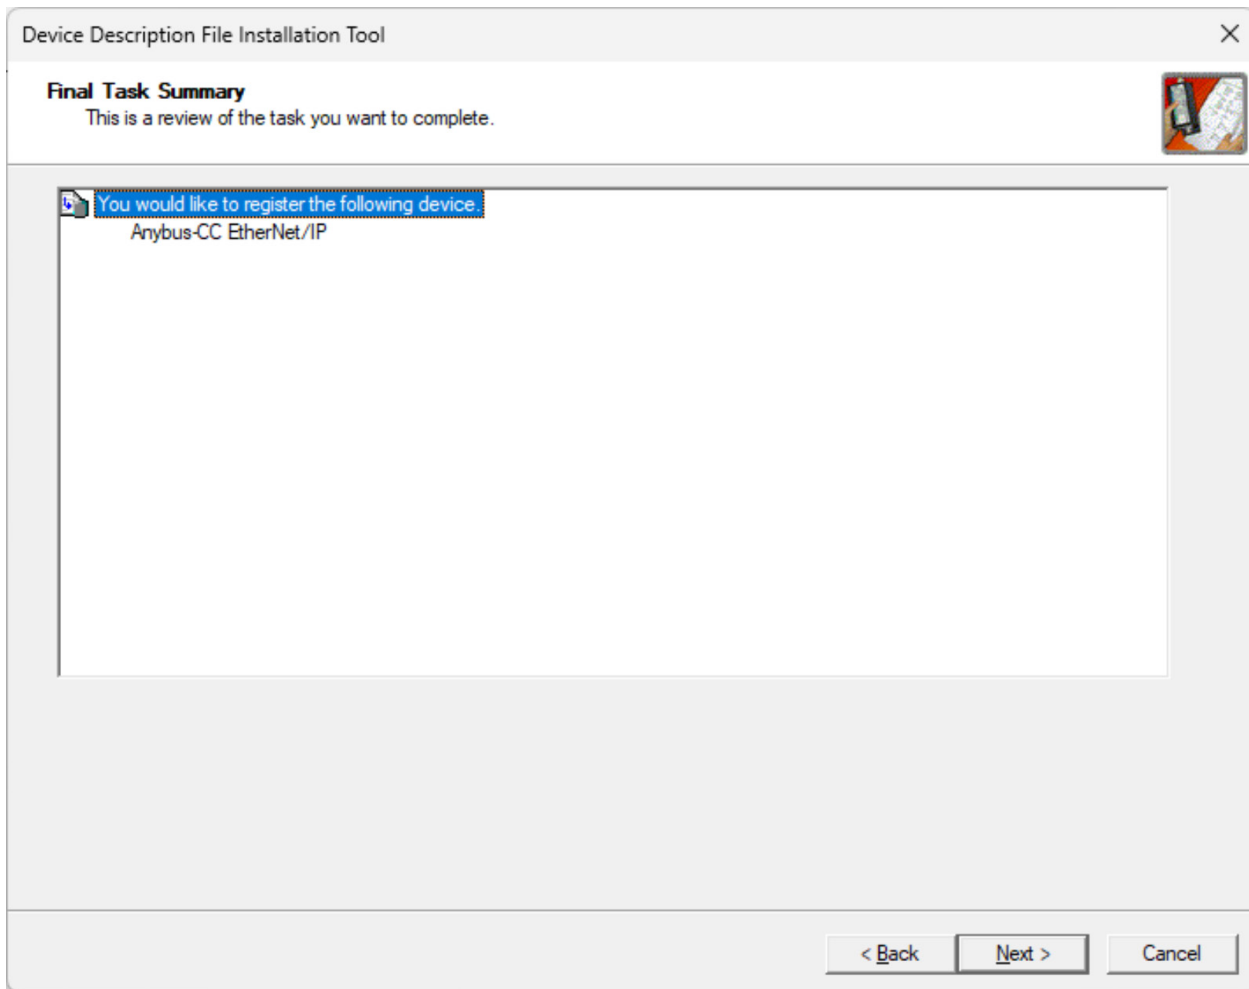 Device Description File Installation Tool
Final Task Summary
This is a review of the task you want to complete.
You would like to register the following device.
Anybus-CC EtherNet/IP
< Back
Next >
Cancel